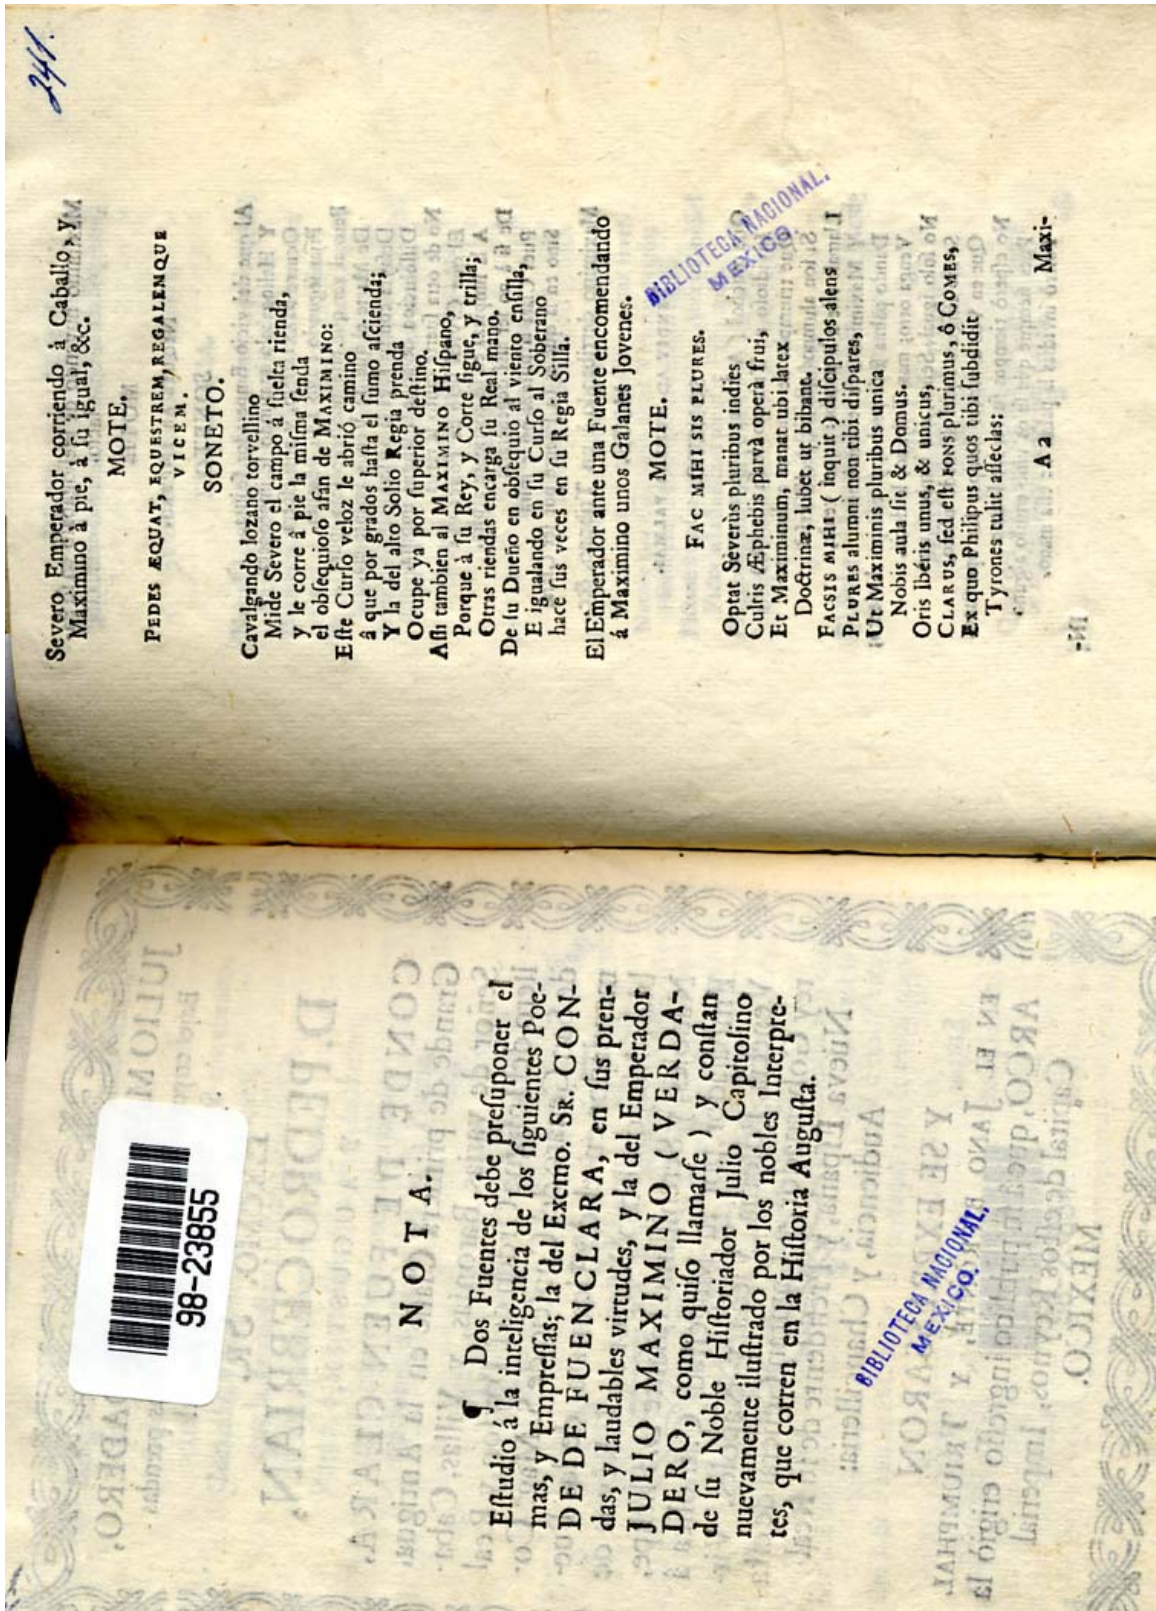 98-23855
NOTA.
¶ Dos Fuentes debe preſuponer el
Eſtudio á la inteligencia de los ſiguientes Poe-
mas, y Empreſſas; la del Excmo. SR. CON-
DE DE FUENCLARA, en ſus pren-
das, y laudables virtudes, y la del Emperador
JULIO MAXIMINO ( VERDA-
DERO, como quiſo llamarſe ) y conſtan
de ſu Noble Hiſtoriador Julio Capitolino
nuevamente iluſtrado por los nobles Interpre-
tes, que corren en la Hiſtoria Auguſta.
BIBLIOTECA NACIONAL.
MEXICO.
241.
Severo Emperador corriendo à Caballo, y
Maximino à pie, à ſu igual, &c.
MOTE.
PEDES ÆQUAT, EQUESTREM, REGALEMQUE
VICEM.
SONETO.
Cavalgando lozano torvellino
Mide Severo el campo á ſuelta rienda,
y le corre á pie la miſma ſenda
el obſequioſo afán de MAXIMINO:
Eſte Curſo veloz le abrió camino
â que por grados haſta el ſumo aſcienda;
Y la del alto Solio Regia prenda
Ocupe ya por ſuperior deſtino.
Aſſi tambien al MAXIMINO Hiſpano,
Porque à ſu Rey, y Corte ſigue, y trilla;
Otras riendas encarga ſu Real mano.
De ſu Dueño en obſequio al viento enſilla,
E igualando en ſu Curſo al Soberano
hace ſus veces en ſu Regia Silla.
El Emperador ante una Fuente encomendando
á Maximino unos Galanes Jovenes.
MOTE.
FAC MIHI SIS PLURES.
BIBLIOTECA NACIONAL.
MEXICO.
Optat Severùs pluribus indies
Cultris Æphebis parvà operà frui,
Et Maximum, manat ubi latex
Doctrinæ, lubet ut bibant.
FACSIS MIHI ( inquit ) diſcipulos alens
PLURES alumni non tibi diſpares,
Ut Maximinis pluribus unica
Nobis aula ſit & Domus.
Oris libéris unus, & unicus,
CLARUS, ſed eſt FONS plurimus, ô COMES,
Ex quo Philipus quos tibi ſubdidit
Tyrones tulit aſſeclas:
Aa Maxi-